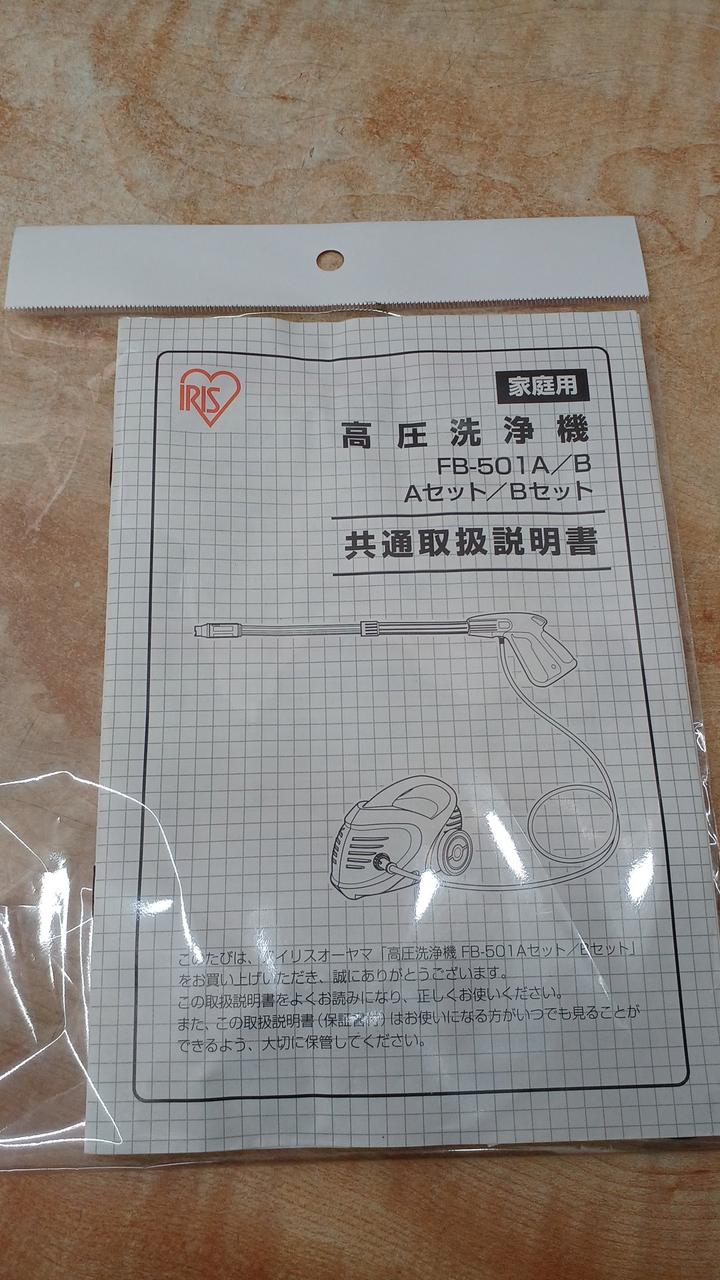 IRIS
家庭用
高圧洗浄機
FB-501A／B
Aセット／Bセット
共通取扱説明書
このたびは、アイリスオーヤマ「高圧洗浄機 FB-501Aセット／Bセット」
をお買い上げいただき、誠にありがとうございます。
この取扱説明書をよくお読みになり、正しくお使いください。
また、この取扱説明書（保証書付）はお使いになる方がいつでも見ることが
できるよう、大切に保管してください。